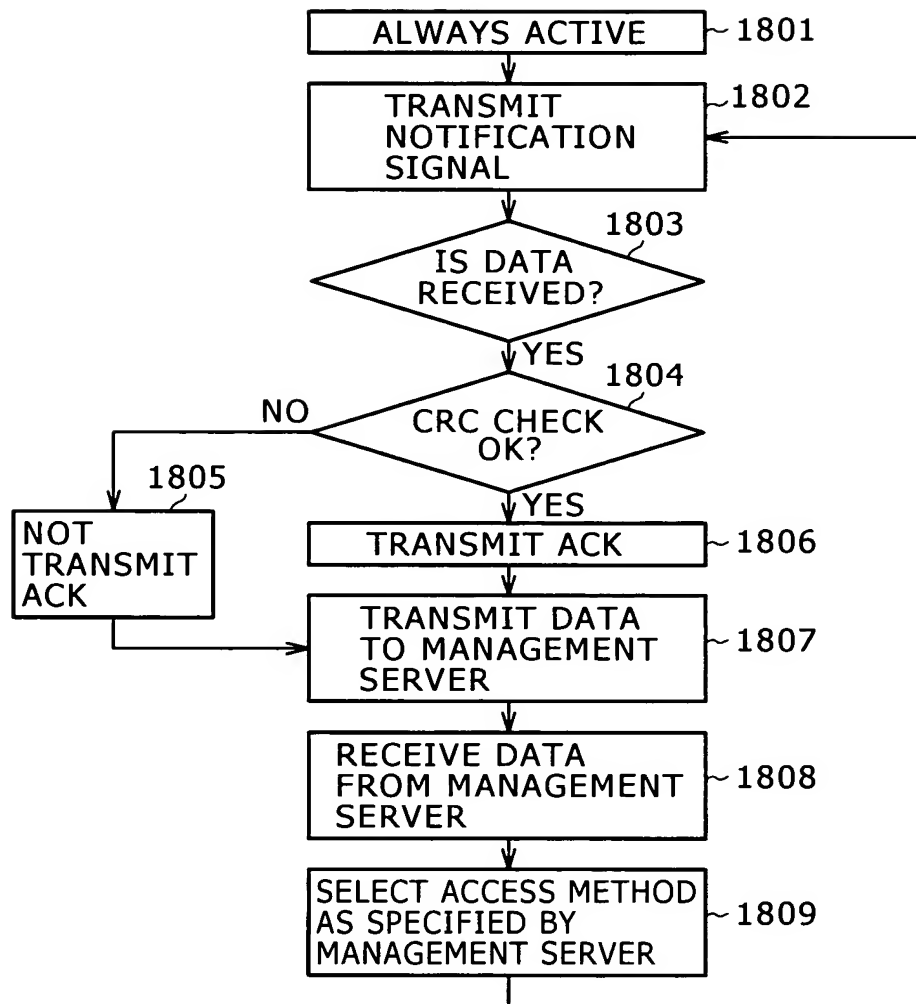 ALWAYS ACTIVE
1801
TRANSMIT
NOTIFICATION
SIGNAL
1802
1803
IS DATA
RECEIVED?
YES
1804
NO
CRC CHECK
OK?
1805
YES
NOT
TRANSMIT
ACK
TRANSMIT ACK
1806
TRANSMIT DATA
TO MANAGEMENT
SERVER
1807
RECEIVE DATA
FROM MANAGEMENT
SERVER
1808
SELECT ACCESS METHOD
AS SPECIFIED BY
MANAGEMENT SERVER
1809